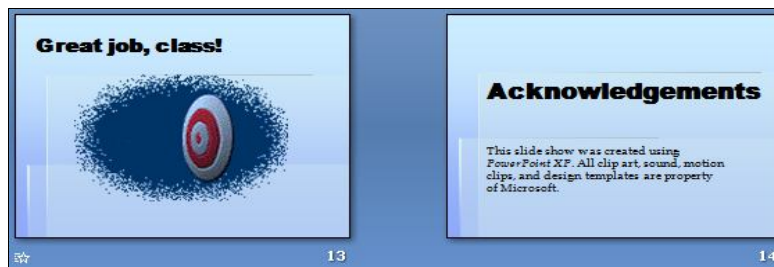 Great job, class!
Acknowledgements
This slide show was created using
PowerPoint XP. All clip art, sound, motion
clips, and design templates are property
of Microsoft.
13
14